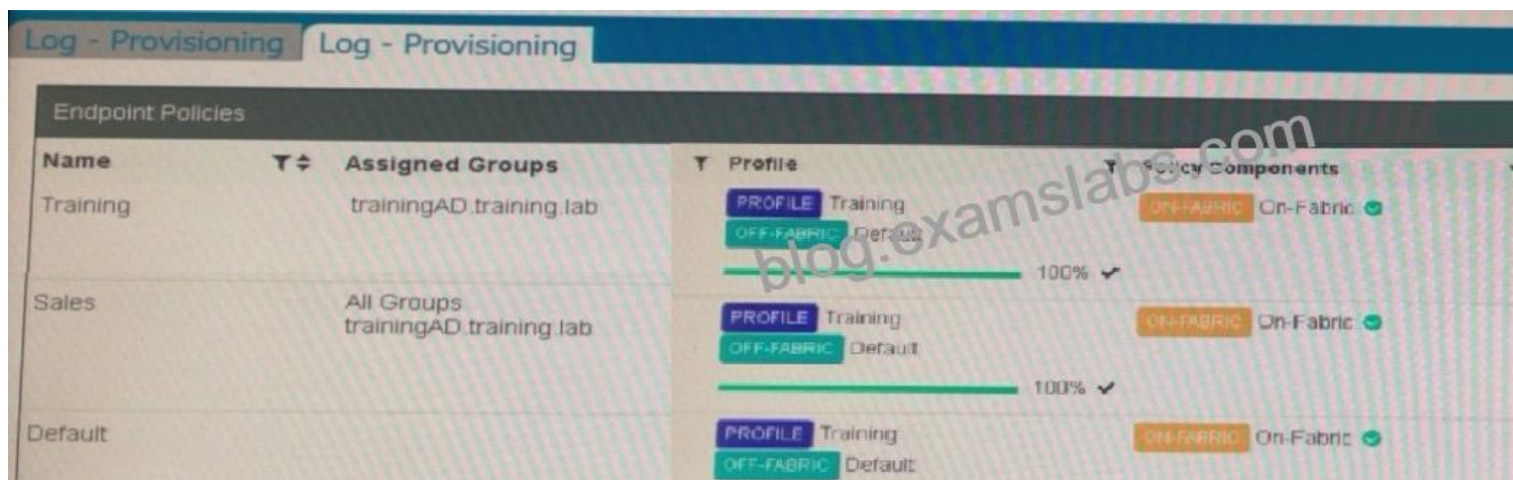 Log - Provisioning Log - Provisioning
Endpoint Policies
Name Assigned Groups Profile Policy Components
Training trainingAD.training.lab PROFILE Training ON-FABRIC On-Fabric
OFF-FABRIC Default
100%
Sales All Groups PROFILE Training ON-FABRIC On-Fabric
trainingAD.training.lab OFF-FABRIC Default
100%
Default PROFILE Training ON-FABRIC On-Fabric
OFF-FABRIC Default
blog.examslabs.com